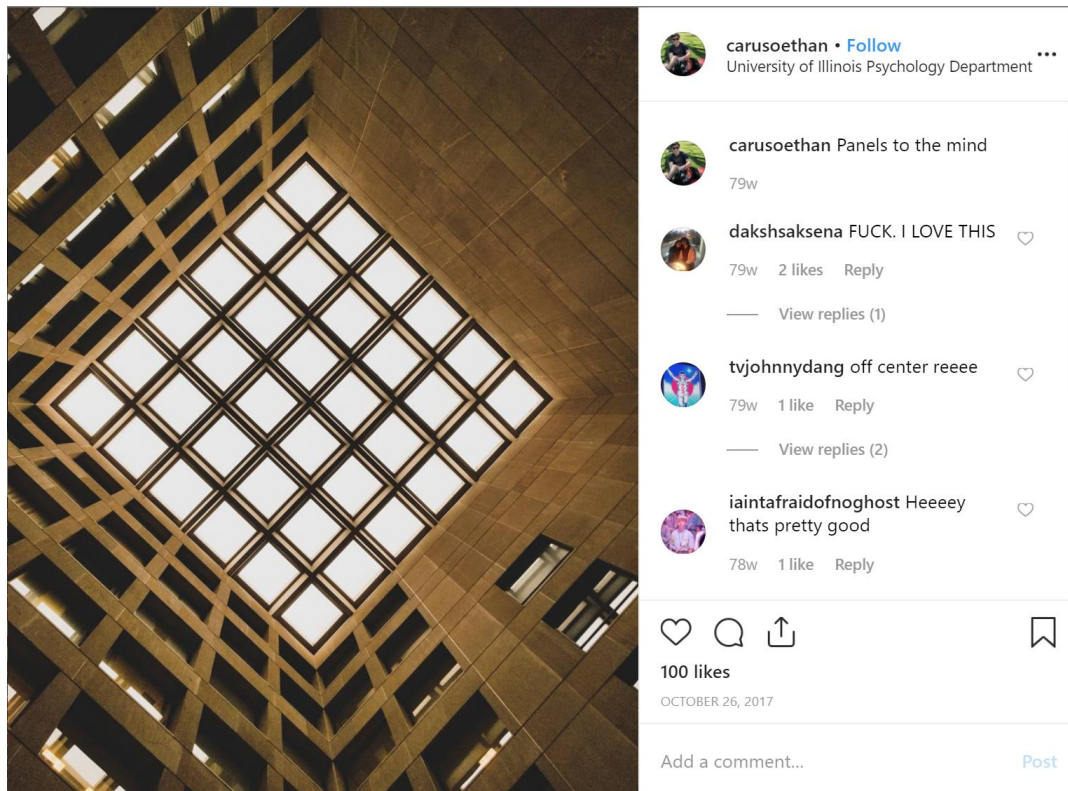 carusoethan • Follow
University of Illinois Psychology Department
carusoethan Panels to the mind
79w
dakshsaksena FUCK. I LOVE THIS
79w 2 likes Reply
View replies (1)
tvjohnnydang off center reeee
79w 1 like Reply
View replies (2)
iaintafraidofnoghost Heeeey
thats pretty good
78w 1 like Reply
100 likes
OCTOBER 26, 2017
Add a comment... Post